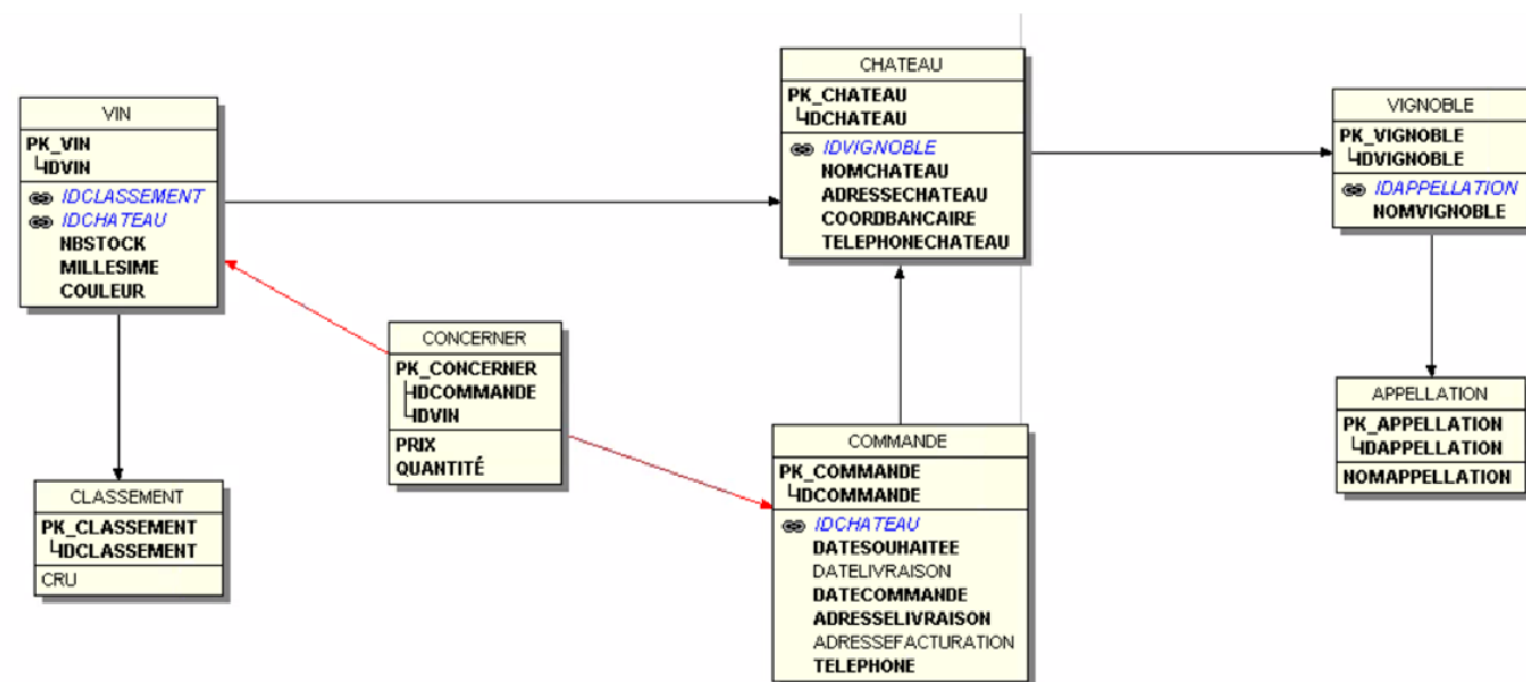 VIN
PK_VIN
IDVIN
IDCLASSEMENT
IDCHATEAU
NBSTOCK
MILLESIME
COULEUR
CLASSEMENT
PK_CLASSEMENT
IDCLASSEMENT
CRU
CONCERNER
PK_CONCERNER
IDCOMMANDE
IDVIN
PRIX
QUANTITÉ
CHATEAU
PK_CHATEAU
IDCHATEAU
IDVIGNOBLE
NOMCHATEAU
ADRESSECHATEAU
COORDBANCAIRE
TELEPHONECHATEAU
COMMANDE
PK_COMMANDE
IDCOMMANDE
IDCHATEAU
DATESOUHAITEE
DATELIVRAISON
DATECOMMANDE
ADRESSELIVRAISON
ADRESSEFACTURATION
TELEPHONE
VIGNOBLE
PK_VIGNOBLE
IDVIGNOBLE
IDAPPELLATION
NOMVIGNOBLE
APPELLATION
PK_APPELLATION
IDAPPELLATION
NOMAPPELLATION